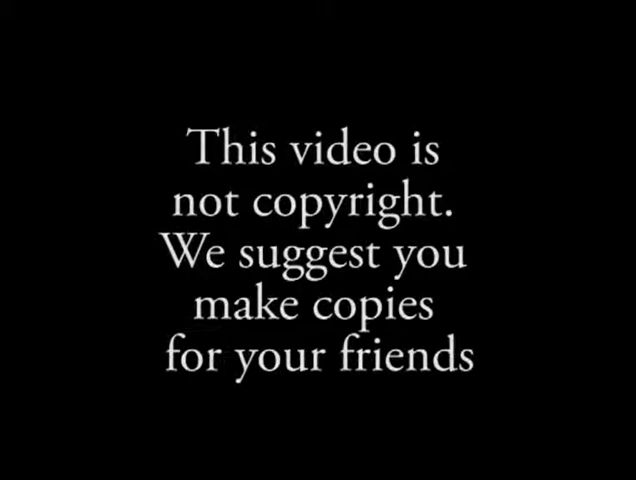 This video is
not copyright.
We suggest you
make copies
for your friends